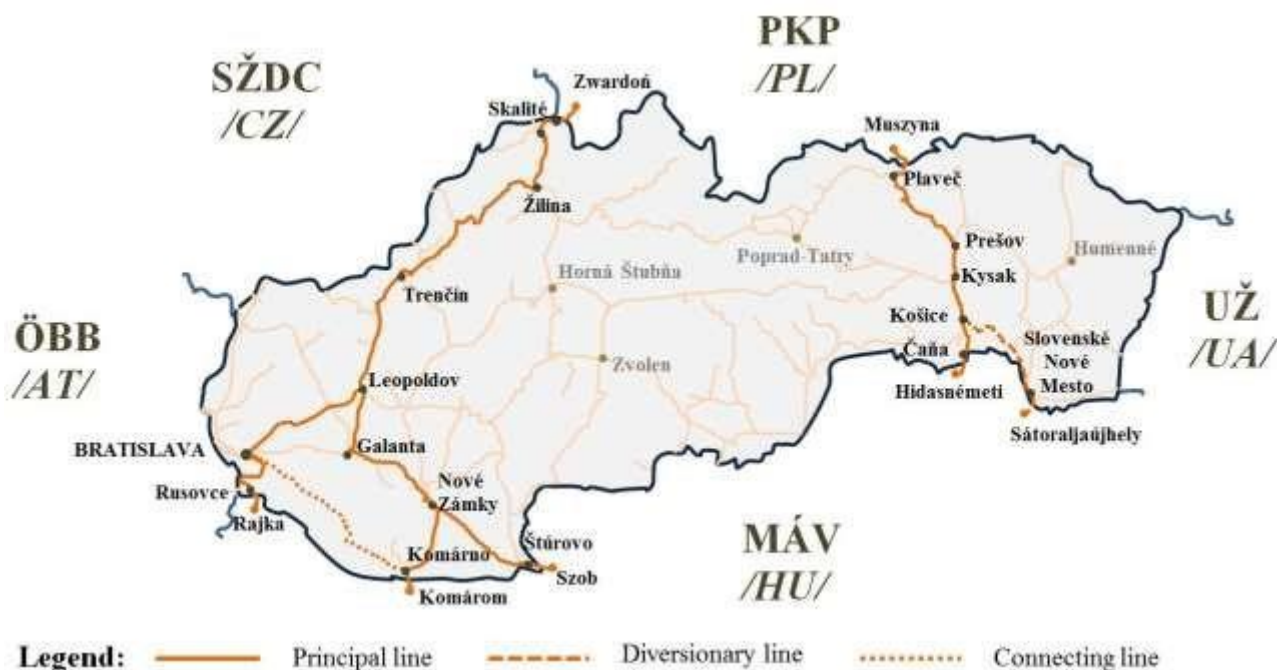 PKP
/PL/
SŽDC
/CZ/
Zwardoń
Skalité
Muszyna
Plaveč
Žilina
Prešov
Humenné
Poprad-Tatry
Horná Štubňa
Kysak
Trenčín
Košice
UŽ
/UA/
ÖBB
/AT/
Slovenské
Nové
Mesto
Čaňa
Zvolen
Leopoldov
Hidasnémeti
Sátoraljaújhely
BRATISLAVA
Galanta
Nové
Zámky
Rusovce
Rajka
MÁV
/HU/
Komárno
Štúrovo
Szob
Komárom
Legend: Principal line Diversionary line Connecting line